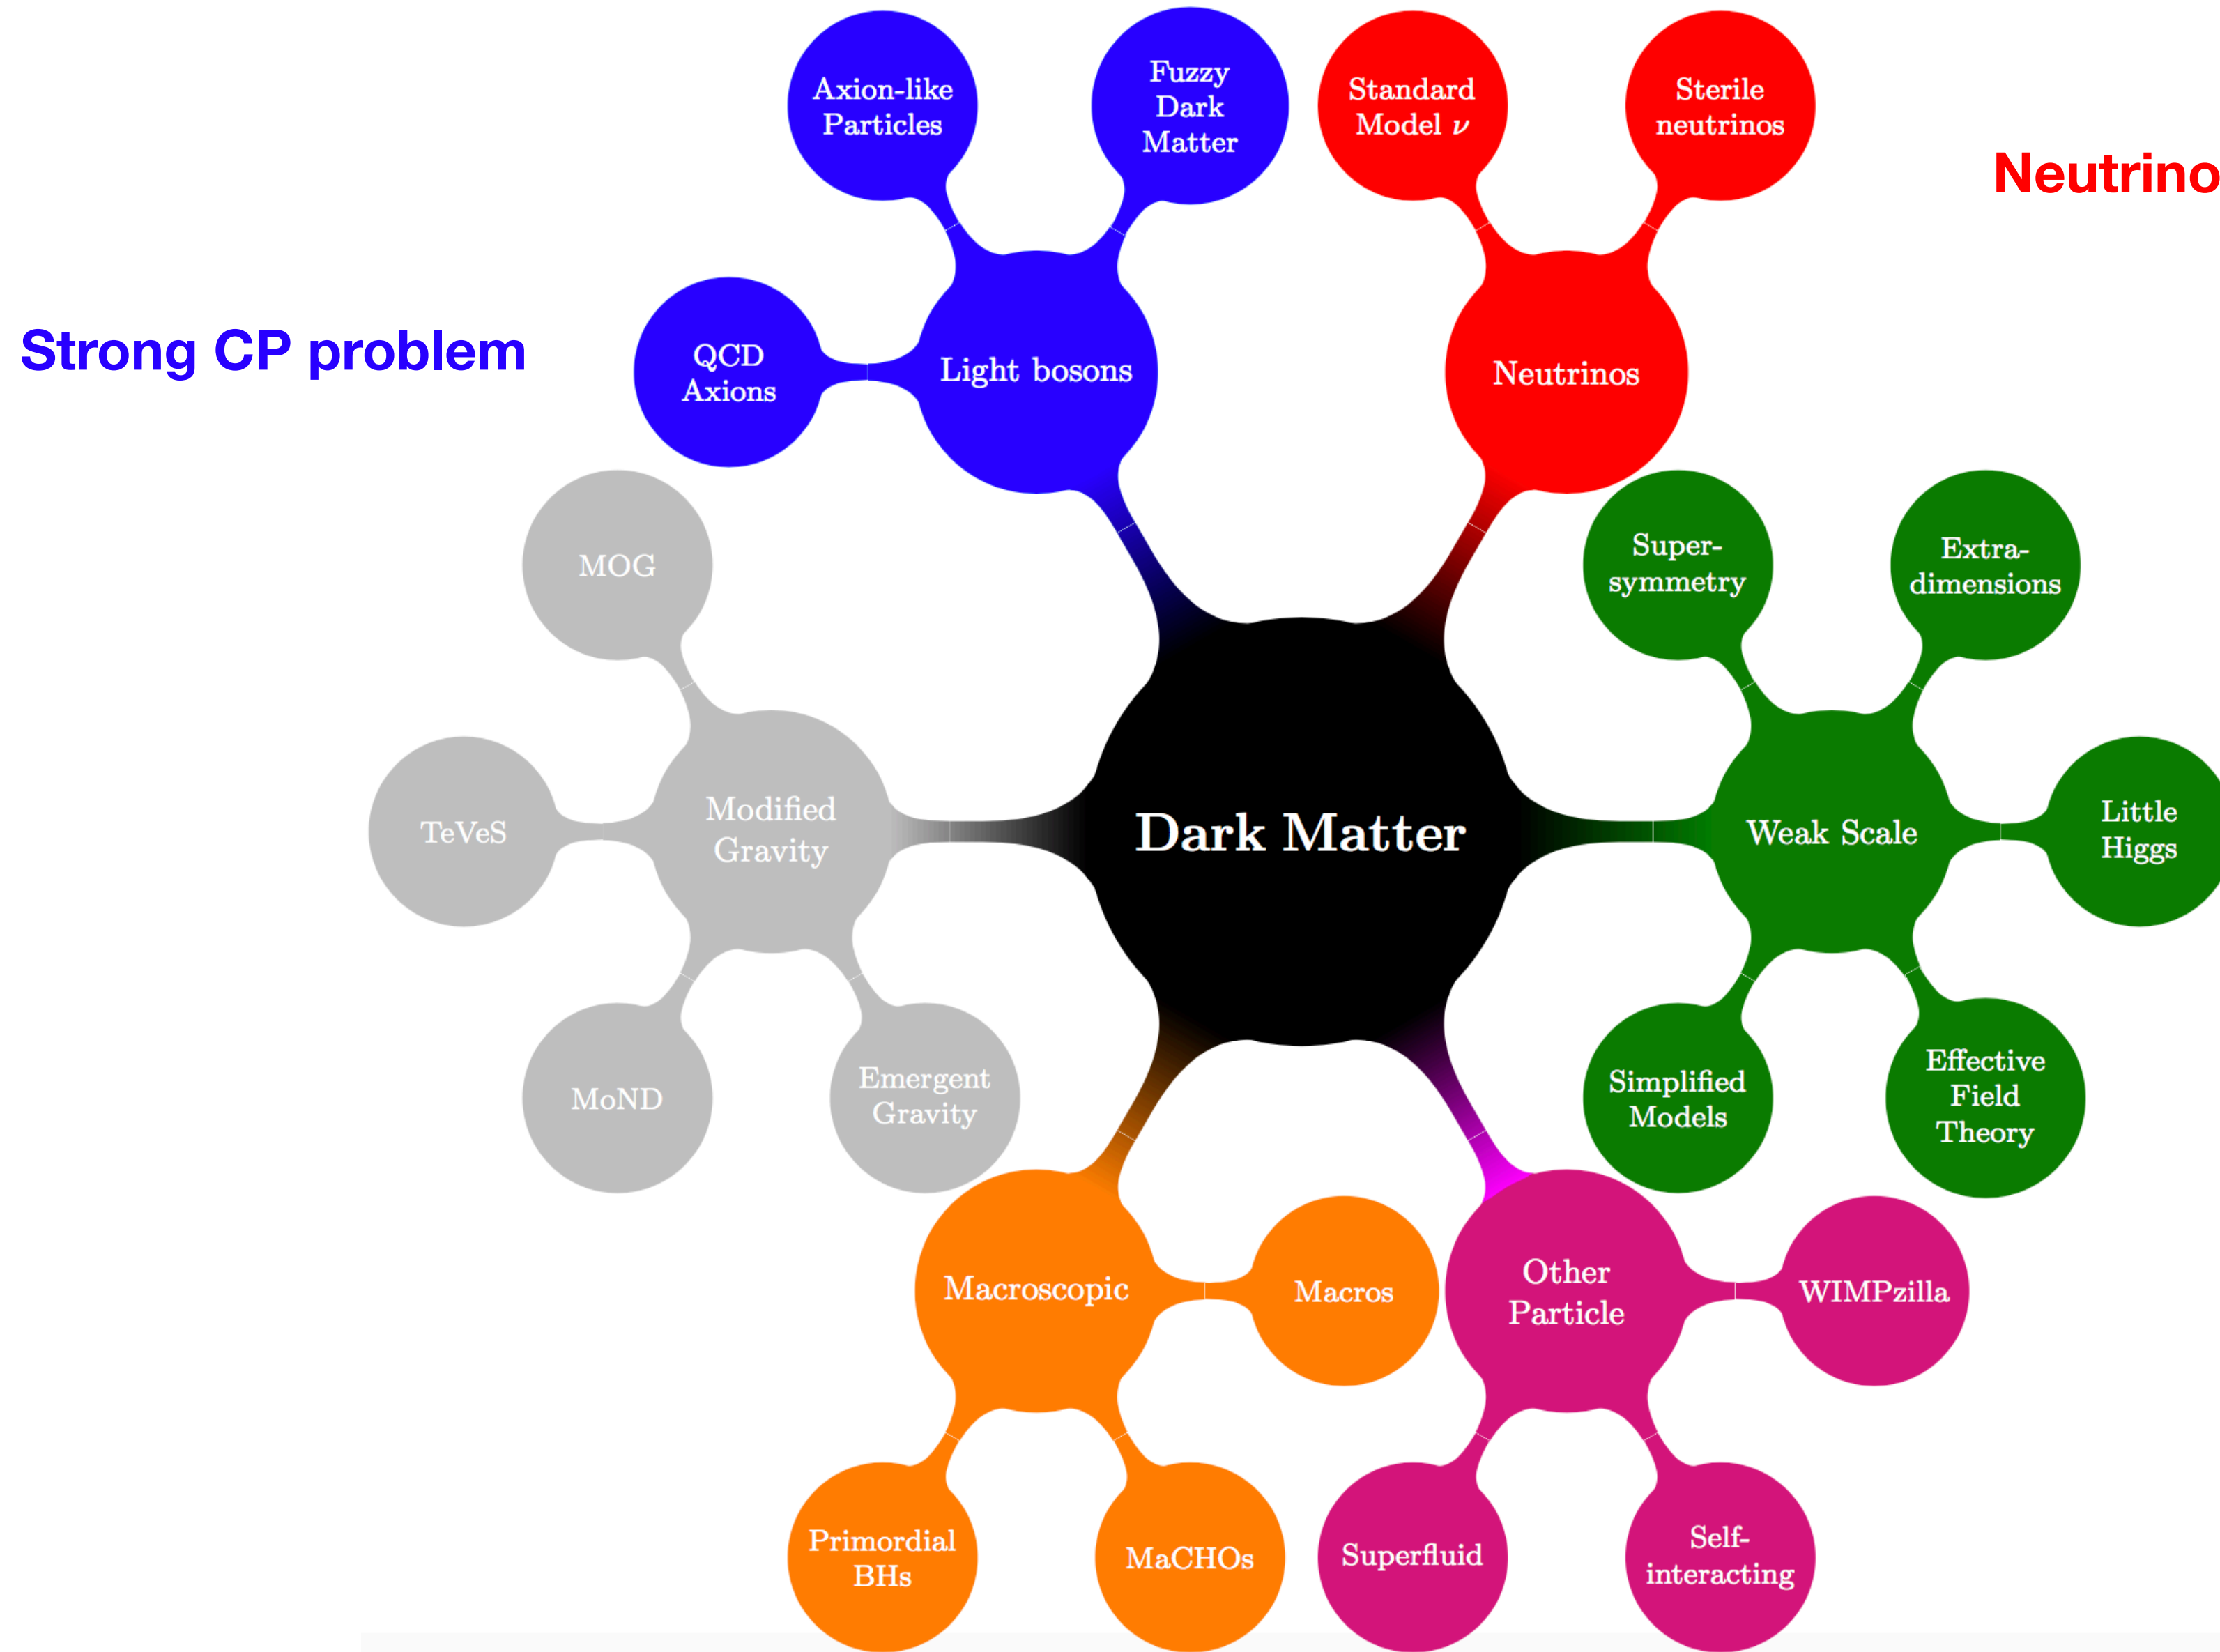 Axion-like
Particles
Fuzzy
Dark
Matter
Standard
Model ν
Sterile
neutrinos
Neutrino
Strong CP problem
QCD
Axions
Light bosons
Neutrinos
MOG
Super-
symmetry
Extra-
dimensions
TeVeS
Modified
Gravity
Dark Matter
Weak Scale
Little
Higgs
MoND
Emergent
Gravity
Simplified
Models
Effective
Field
Theory
Macroscopic
Macros
Other
Particle
WIMPzilla
Primordial
BHs
MaCHOs
Superfluid
Self-
interacting